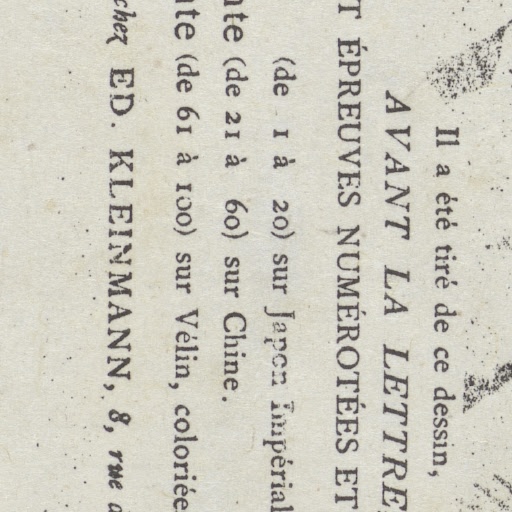 Il a été tiré de ce dessin,
AVANT LA LETTRE,
T ÉPREUVES NUMÉROTÉES ET
(de 1 à 20) sur Japon Impérial
nte (de 21 à 60) sur Chine.
nte (de 61 à 100) sur Vélin, coloriée
chez ED. KLEINMANN, 8, rue d